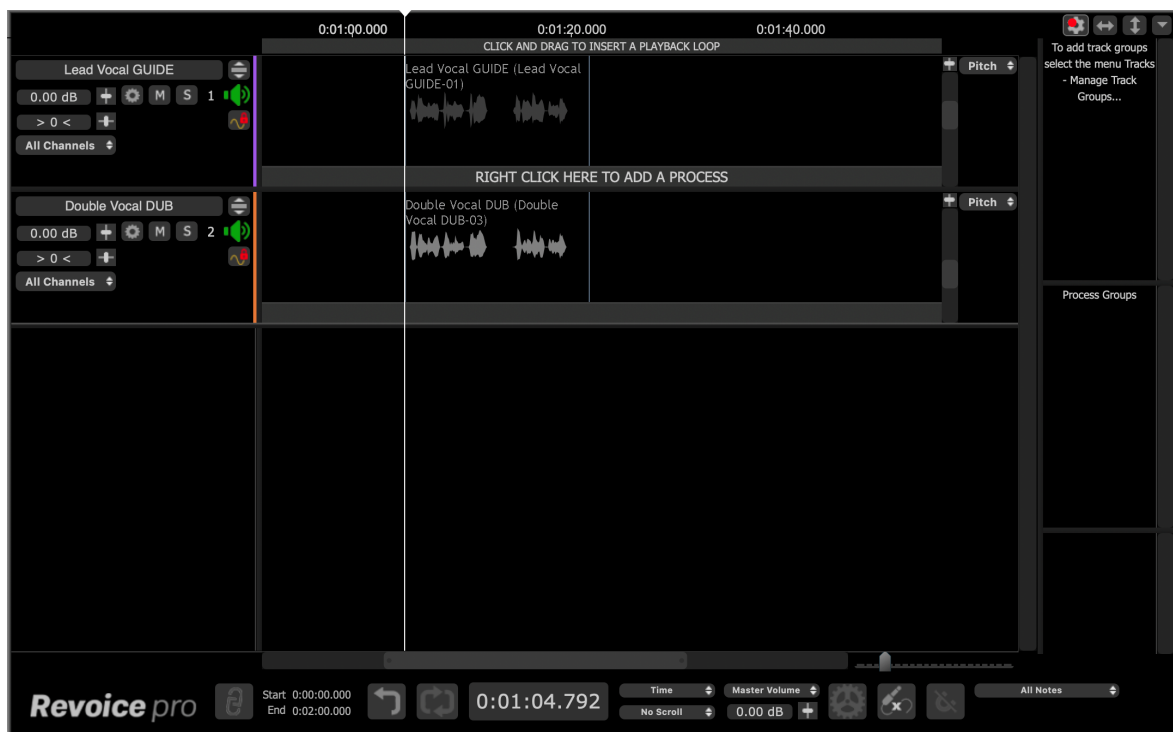 0:01:00.000
0:01:20.000
0:01:40.000
CLICK AND DRAG TO INSERT A PLAYBACK LOOP
To add track groups
select the menu Tracks
- Manage Track
Groups...
Lead Vocal GUIDE
0.00 dB M S 1
> 0 <
All Channels
Lead Vocal GUIDE (Lead Vocal
GUIDE-01)
Pitch
RIGHT CLICK HERE TO ADD A PROCESS
Double Vocal DUB
0.00 dB M S 2
> 0 <
All Channels
Double Vocal DUB (Double
Vocal DUB-03)
Pitch
Process Groups
Revoice pro
Start 0:00:00.000
End 0:02:00.000
0:01:04.792
Time
No Scroll
Master Volume
0.00 dB
x
All Notes